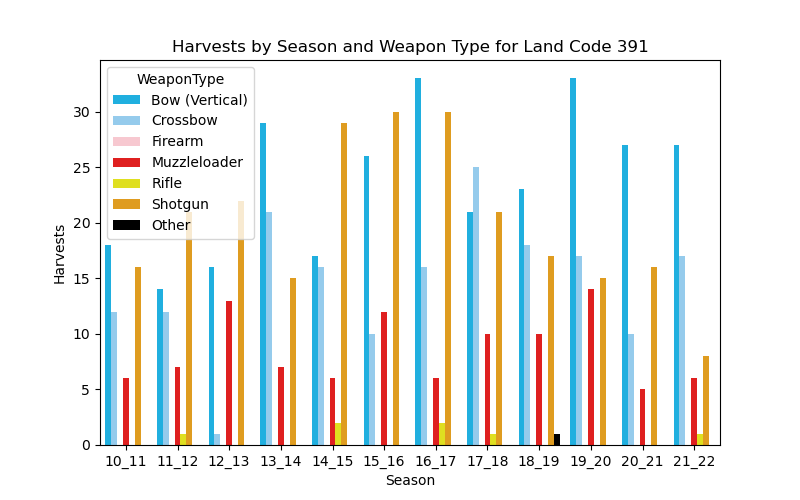 Harvests by Season and Weapon Type for Land Code 391
WeaponType
Bow (Vertical)
Crossbow
Firearm
Muzzleloader
Rifle
Shotgun
Other
Harvests
30
25
20
15
10
5
0
10_11 11_12 12_13 13_14 14_15 15_16 16_17 17_18 18_19 19_20 20_21 21_22
Season